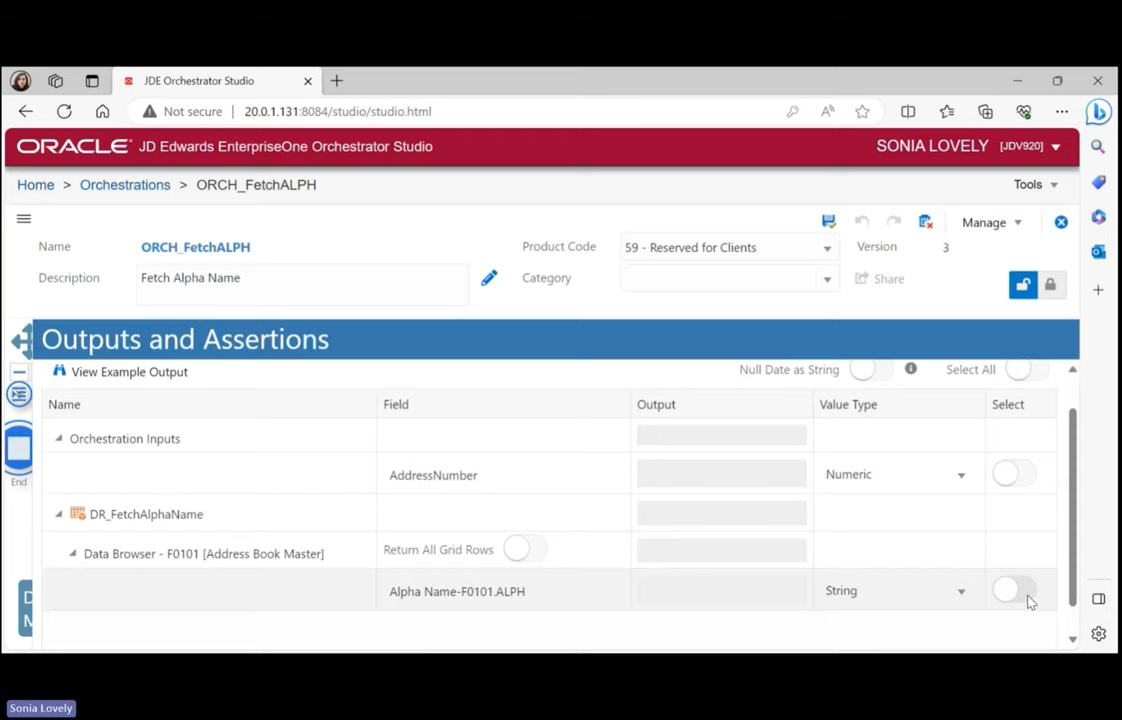 JDE Orchestrator Studio
Not secure 20.0.1.131:8084/studio/studio.html
ORACLE JD Edwards EnterpriseOne Orchestrator Studio SONIA LOVELY [JDV920]
Home > Orchestrations > ORCH_FetchALPH Tools
Manage
Name ORCH_FetchALPH Product Code 59 - Reserved for Clients Version 3
Description Fetch Alpha Name Category Share
Outputs and Assertions
View Example Output Null Date as String Select All
Name Field Output Value Type Select
Orchestration Inputs
AddressNumber Numeric
End
DR_FetchAlphaName
Data Browser - F0101 [Address Book Master] Return All Grid Rows
Alpha Name-F0101.ALPH String
D
M
Sonia Lovely